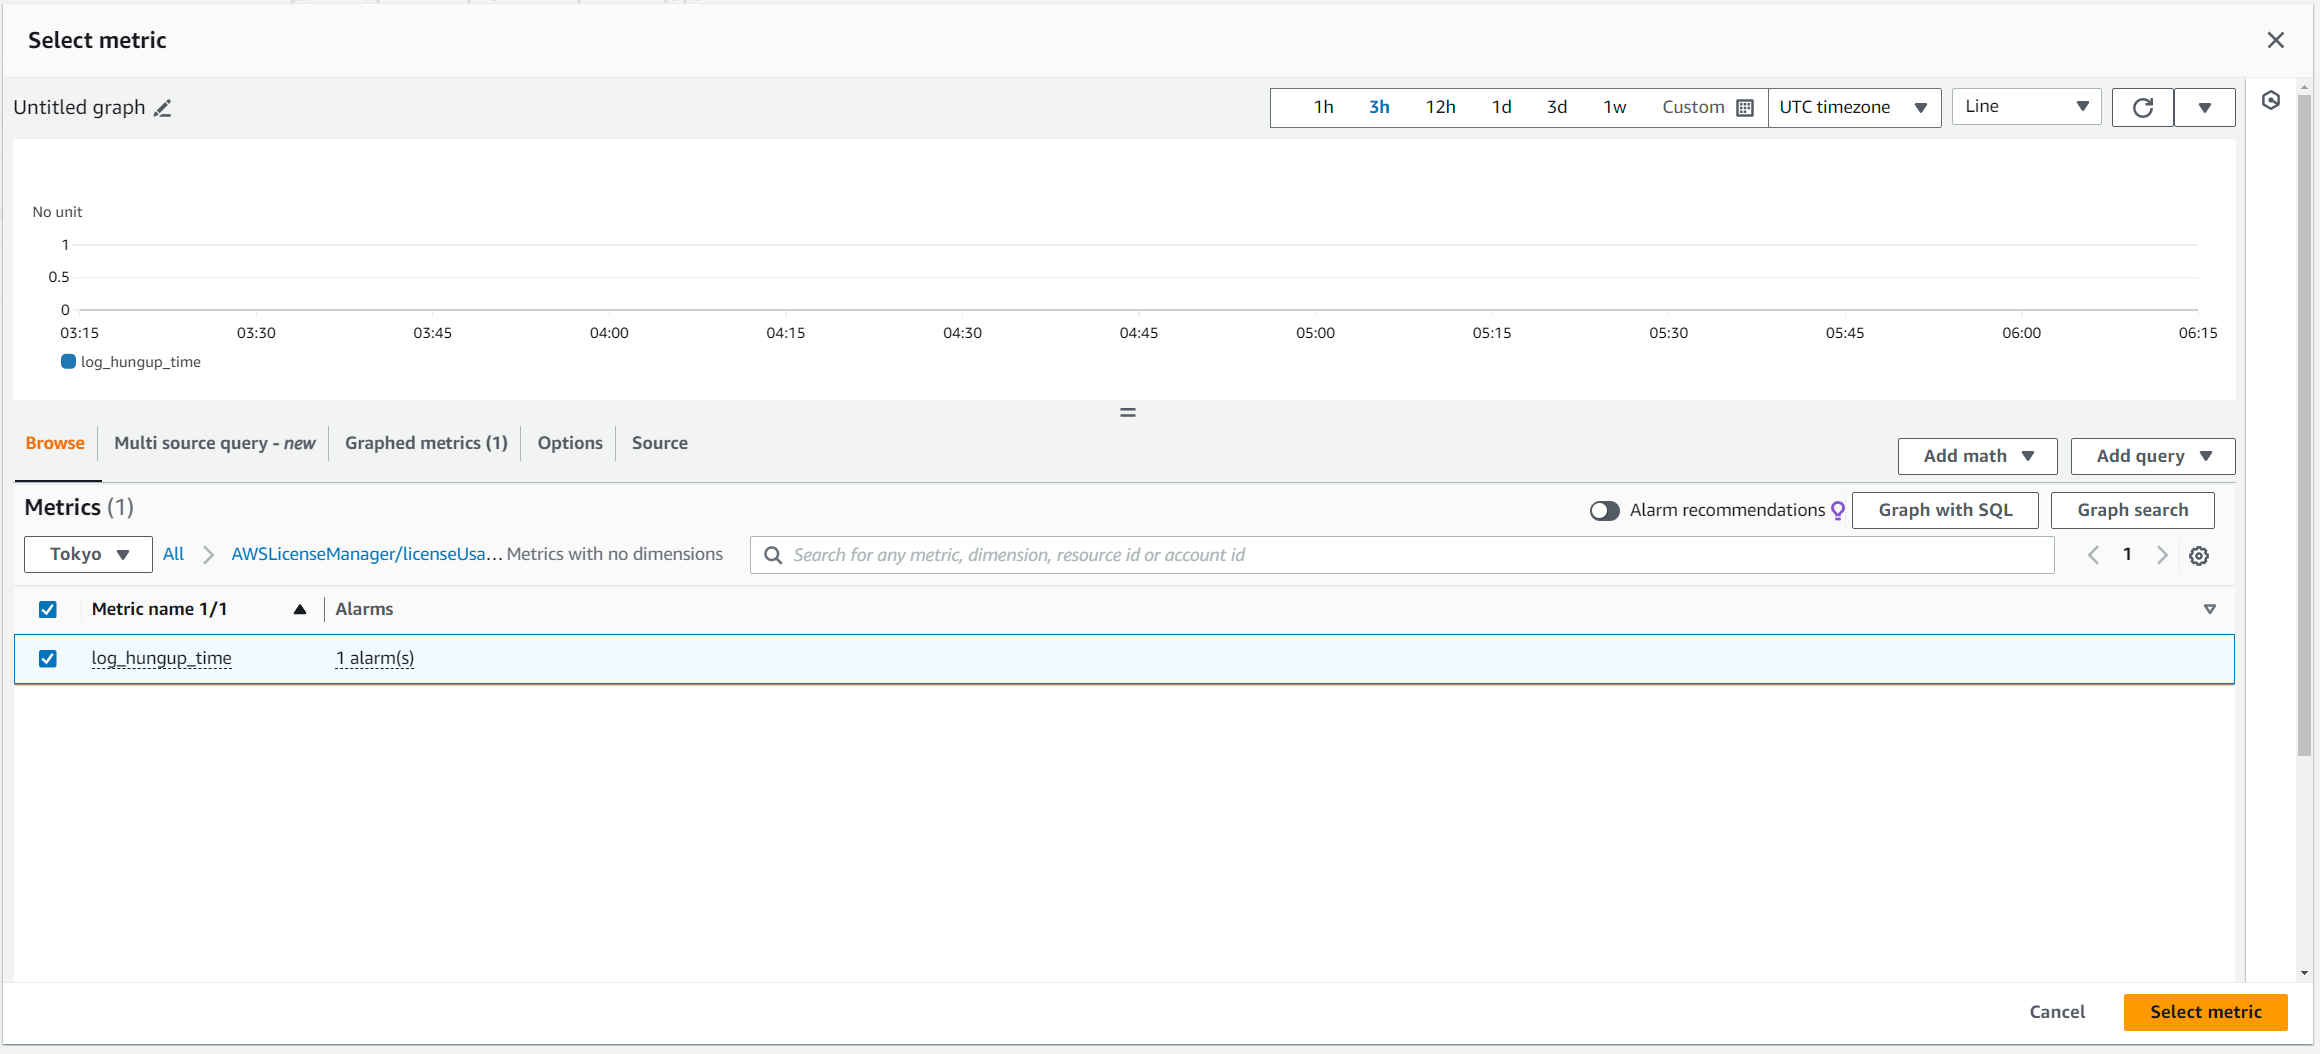 Select metric
Untitled graph
1h 3h 12h 1d 3d 1w Custom UTC timezone Line
No unit
1
0.5
0
03:15 03:30 03:45 04:00 04:15 04:30 04:45 05:00 05:15 05:30 05:45 06:00 06:15
log_hungup_time
Browse Multi source query - new Graphed metrics (1) Options Source
Add math Add query
Metrics (1)
Alarm recommendations Graph with SQL Graph search
Tokyo All AWSLicenseManager/licenseUsa... Metrics with no dimensions Search for any metric, dimension, resource id or account id 1
Metric name 1/1 Alarms
log_hungup_time 1 alarm(s)
Cancel Select metric